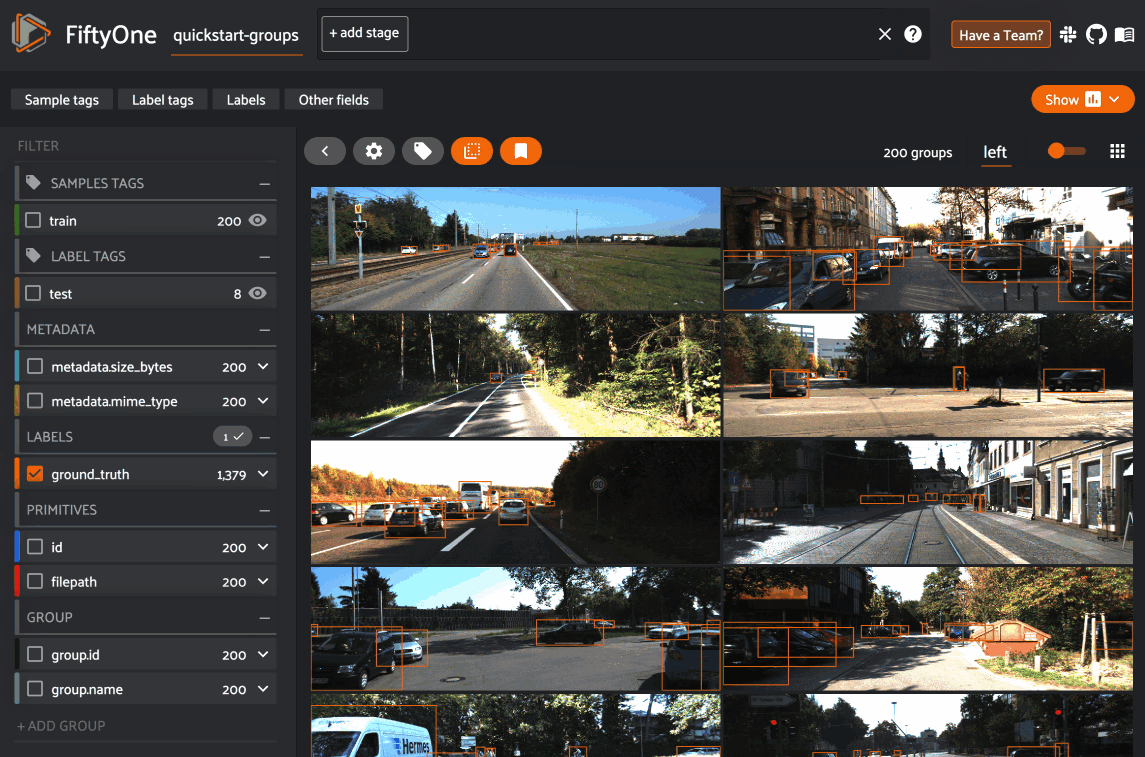 FiftyOne
quickstart-groups
+ add stage
Have a Team?
Sample tags
Label tags
Labels
Other fields
Show
FILTER
200 groups
left
SAMPLES TAGS
train 200
LABEL TAGS
test 8
METADATA
metadata.size_bytes 200
metadata.mime_type 200
LABELS 1
ground_truth 1,379
PRIMITIVES
id 200
filepath 200
GROUP
group.id 200
group.name 200
+ ADD GROUP
Hermes